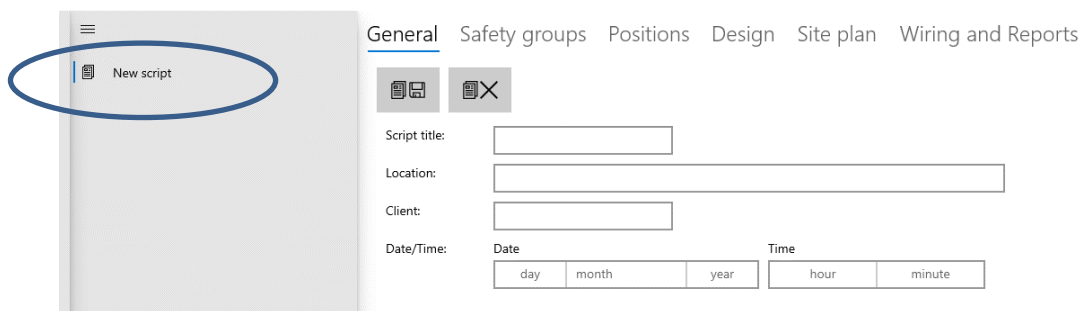 General Safety groups Positions Design Site plan Wiring and Reports
New script
Script title:
Location:
Client:
Date/Time: Date Time
day month year hour minute